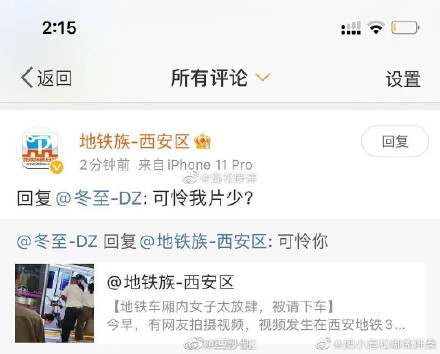 2:15
返回
所有评论
设置
地铁族-西安区
回复
2分钟前 来自iPhone 11 Pro
回复@冬至-DZ: 可怜我片少?
@冬至-DZ 回复@地铁族-西安区: 可怜你
@地铁族-西安区
【地铁车厢内女子太放肆，被请下车】
今早，有网友拍摄视频，视频发生在西安地铁3...